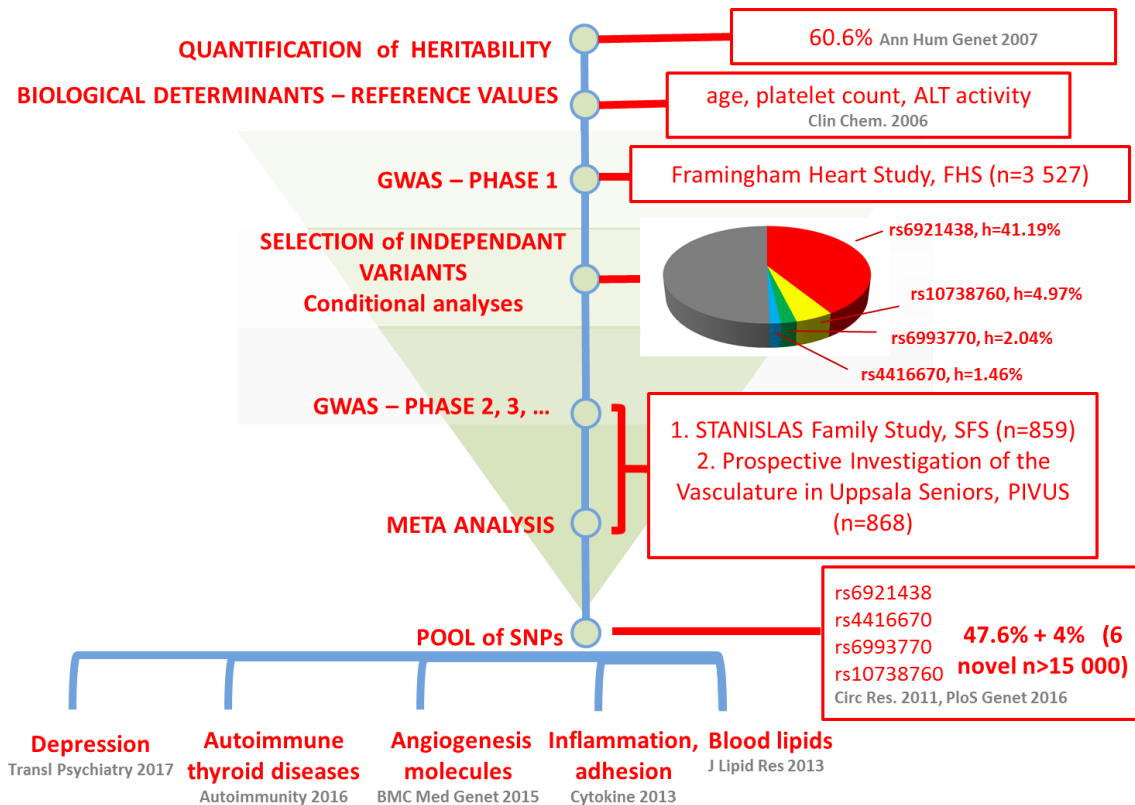 QUANTIFICATION of HERITABILITY
60.6% Ann Hum Genet 2007
BIOLOGICAL DETERMINANTS – REFERENCE VALUES
age, platelet count, ALT activity
Clin Chem. 2006
GWAS – PHASE 1
Framingham Heart Study, FHS (n=3 527)
SELECTION of INDEPENDANT
VARIANTS
Conditional analyses
rs6921438, h=41.19%
rs10738760, h=4.97%
rs6993770, h=2.04%
rs4416670, h=1.46%
GWAS – PHASE 2, 3, ...
META ANALYSIS
1. STANISLAS Family Study, SFS (n=859)
2. Prospective Investigation of the
Vasculature in Uppsala Seniors, PIVUS
(n=868)
POOL of SNPs
rs6921438
rs4416670
rs6993770
rs10738760
47.6% + 4% (6
novel n>15 000)
Circ Res. 2011, PloS Genet 2016
Depression
Transl Psychiatry 2017
Autoimmune
thyroid diseases
Autoimmunity 2016
Angiogenesis
molecules
BMC Med Genet 2015
Inflammation,
adhesion
Cytokine 2013
Blood lipids
J Lipid Res 2013